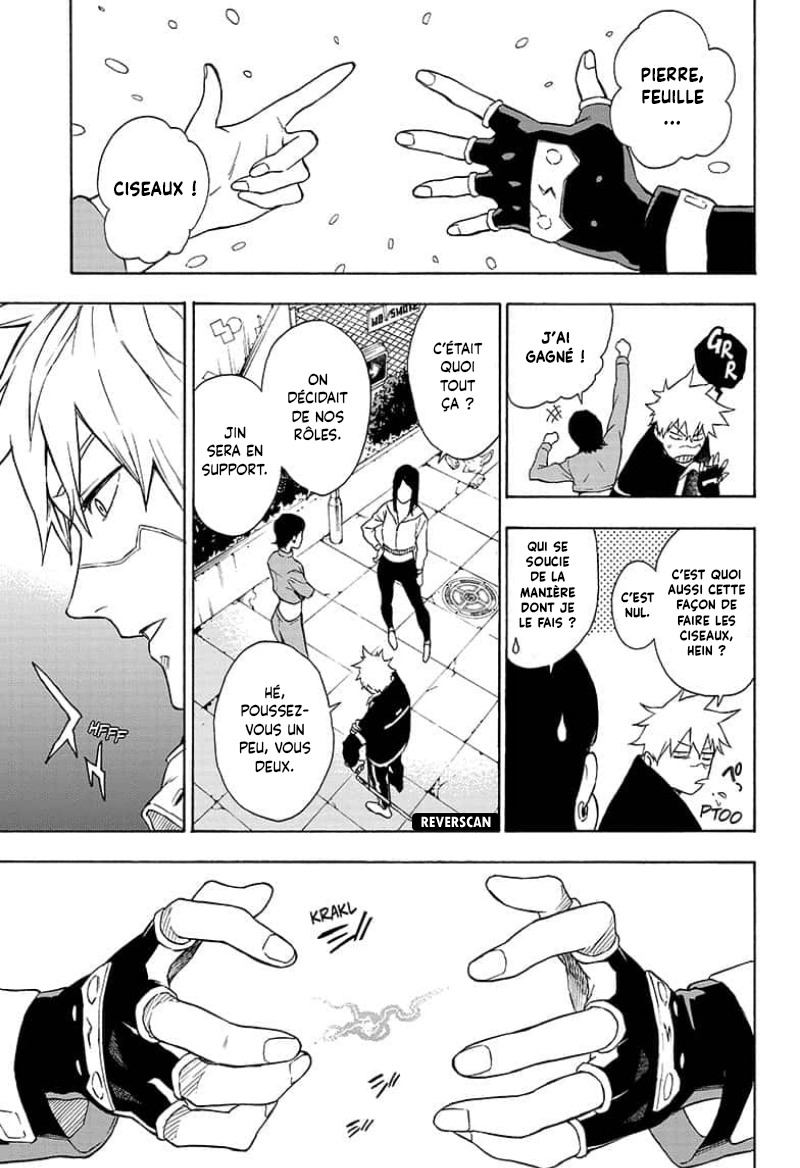 PIERRE,
FEUILLE
...
CISEAUX !
J'AI
GAGNÉ !
GRR
C'EST QUOI
AUSSI CETTE
FAÇON DE
FAIRE LES
CISEAUX,
HEIN ?
C'EST
NUL.
QUI SE
SOUCIE
DE LA
MANIÈRE
DONT JE
LE FAIS ?
PTOO
C'ÉTAIT
QUOI
TOUT
ÇA ?
ON
DÉCIDAIT
DE NOS
RÔLES.
JIN
SERA EN
SUPPORT.
HÉ,
POUSSEZ-
VOUS UN
PEU, VOUS
DEUX.
REVERSCAN
HFFF
KRAKL